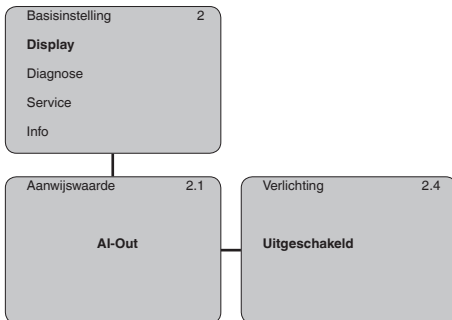 Basisinstelling 2
Display
Diagnose
Service
Info
Aanwijswaarde 2.1
AI-Out
Verlichting 2.4
Uitgeschakeld